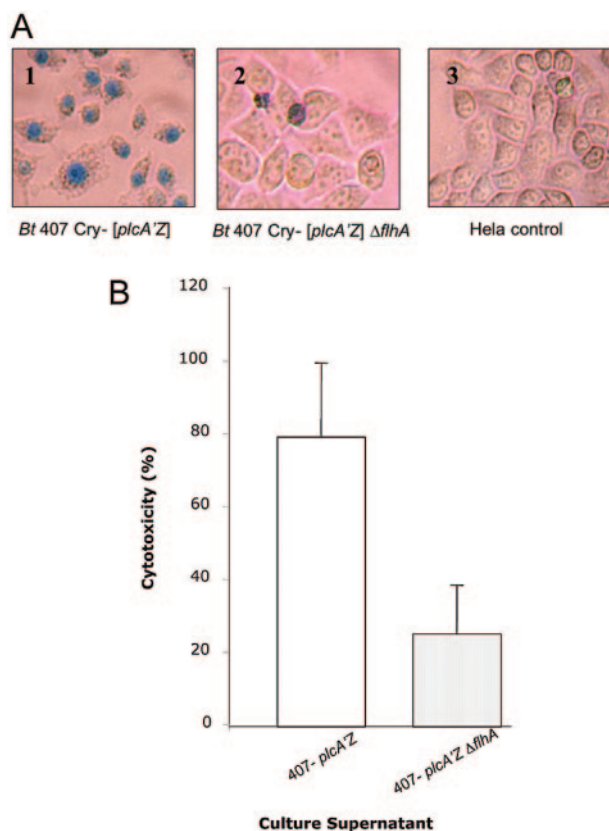 A
1
2
3
Bt 407 Cry- [plcA'Z]
Bt 407 Cry- [plcA'Z] ΔflhA
Hela control
B
120
100
80
60
40
20
0
Cytotoxicity (%)
407- plcA'Z
407- plcA'Z ΔflhA
Culture Supernatant